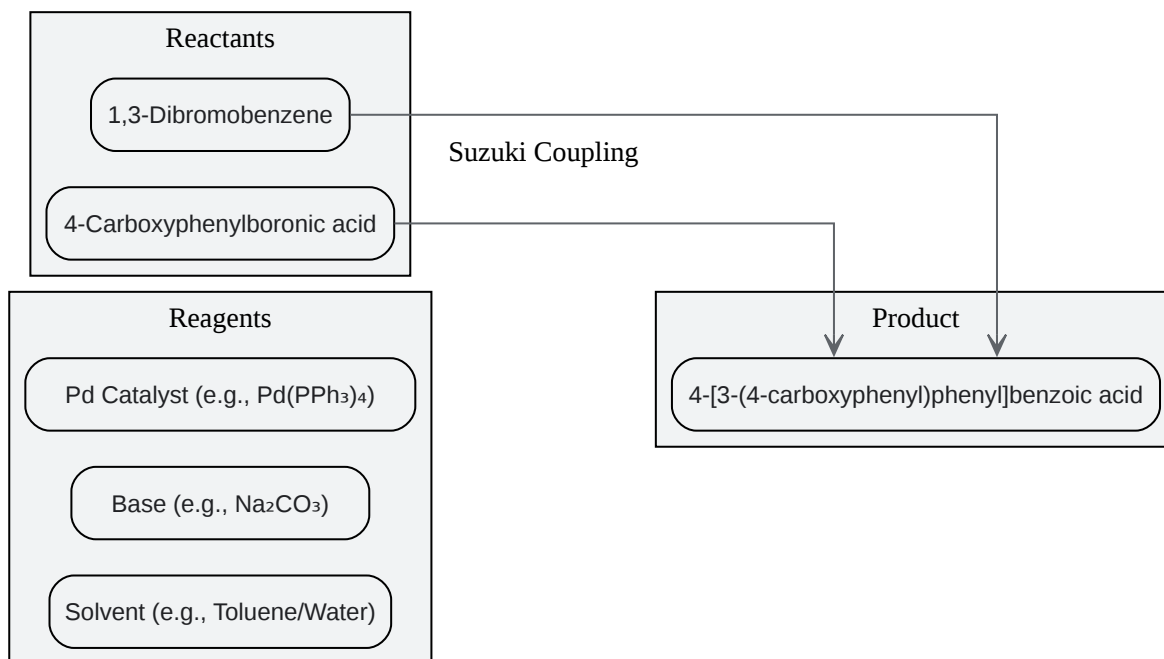 Reactants
1,3-Dibromobenzene
Suzuki Coupling
4-Carboxyphenylboronic acid
Reagents
Product
Pd Catalyst (e.g., Pd(PPh₃)₄)
4-[3-(4-carboxyphenyl)phenyl]benzoic acid
Base (e.g., Na₂CO₃)
Solvent (e.g., Toluene/Water)